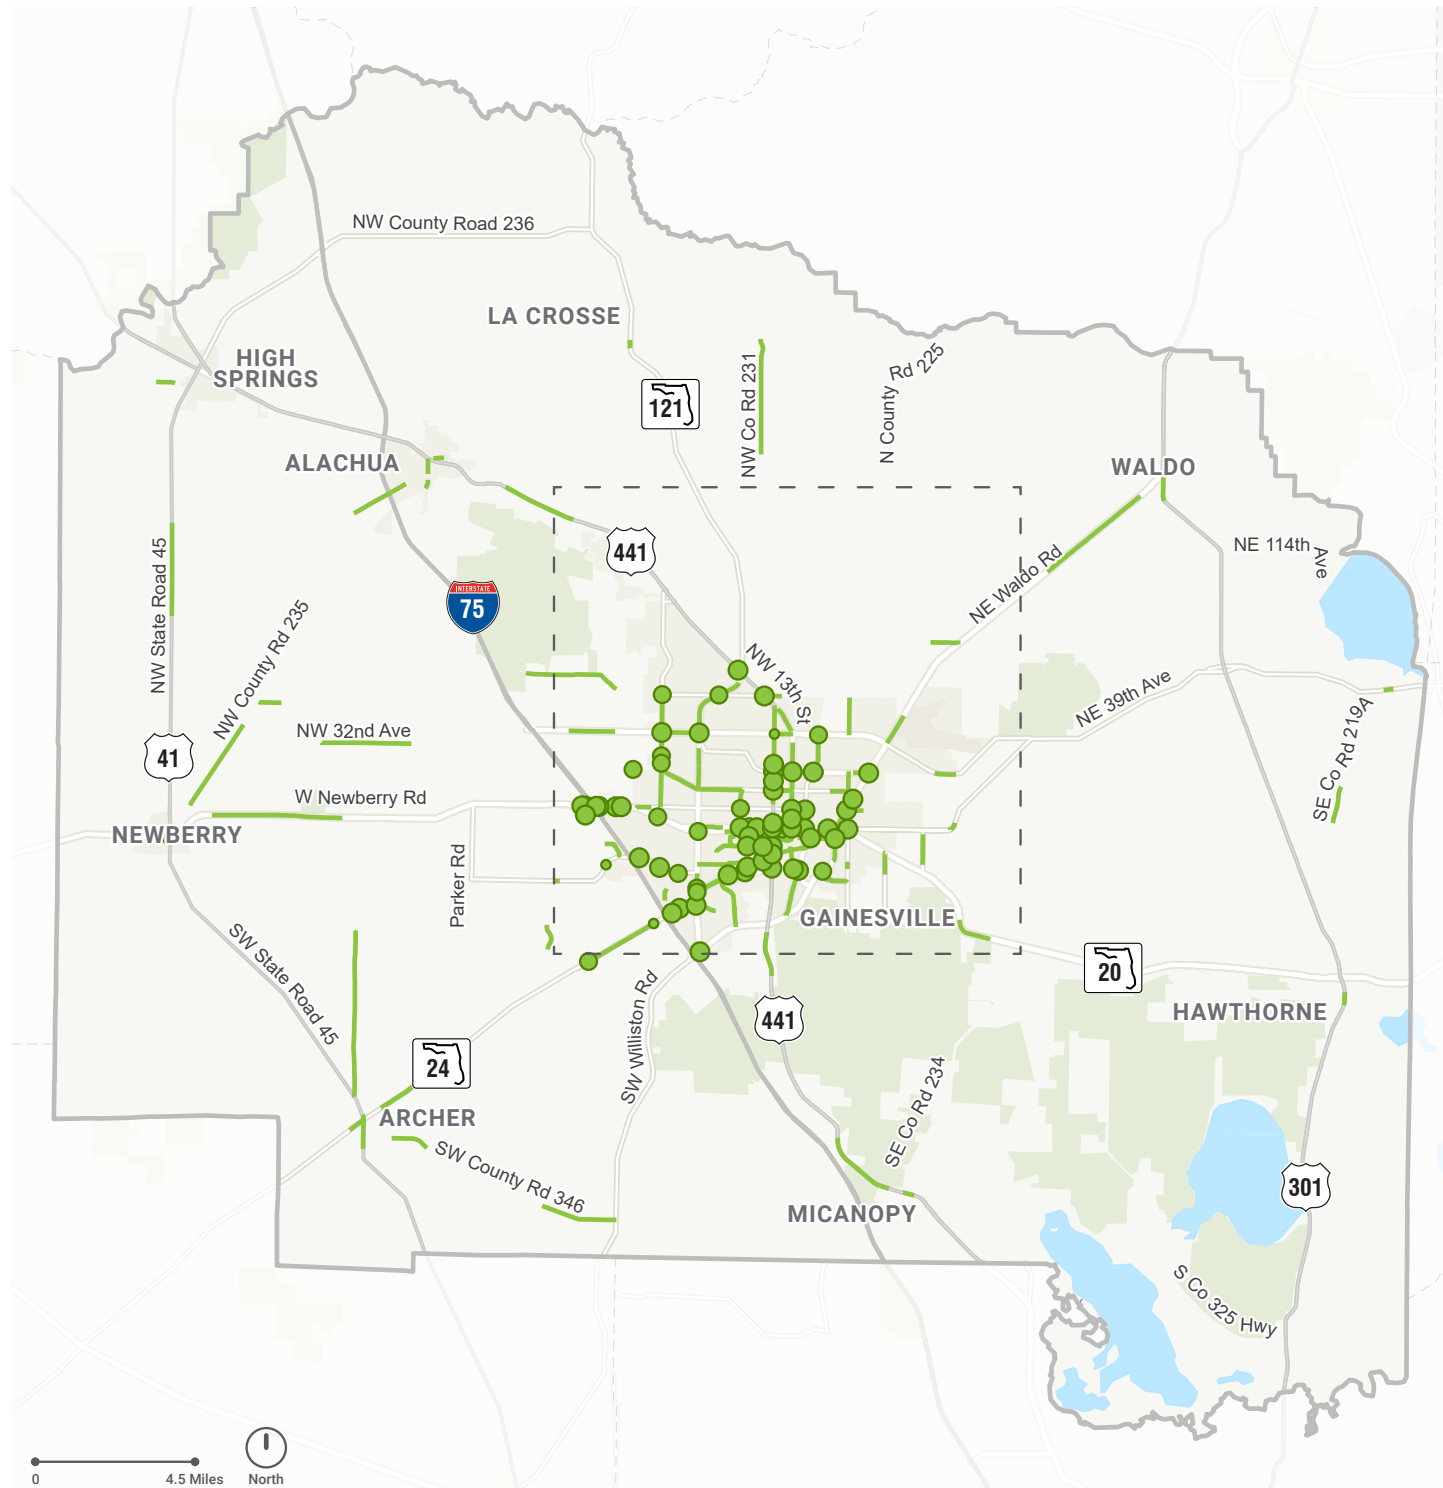 NW County Road 236
LA CROSSE
HIGH
SPRINGS
NW Co Rd 231
N County Rd 225
121
ALACHUA
WALDO
NE 114th Ave
441
NW State Road 45
INTERSTATE
75
NE Waldo Rd
NW County Rd 235
NW 13th St
NE 39th Ave
SE Co Rd 219A
NW 32nd Ave
41
W Newberry Rd
NEWBERRY
Parker Rd
GAINESVILLE
SW State Road 45
20
SW Williston Rd
HAWTHORNE
441
24
SE Co Rd 234
ARCHER
SW County Rd 346
301
MICANOPY
S Co 325 Hwy
0
4.5 Miles
North